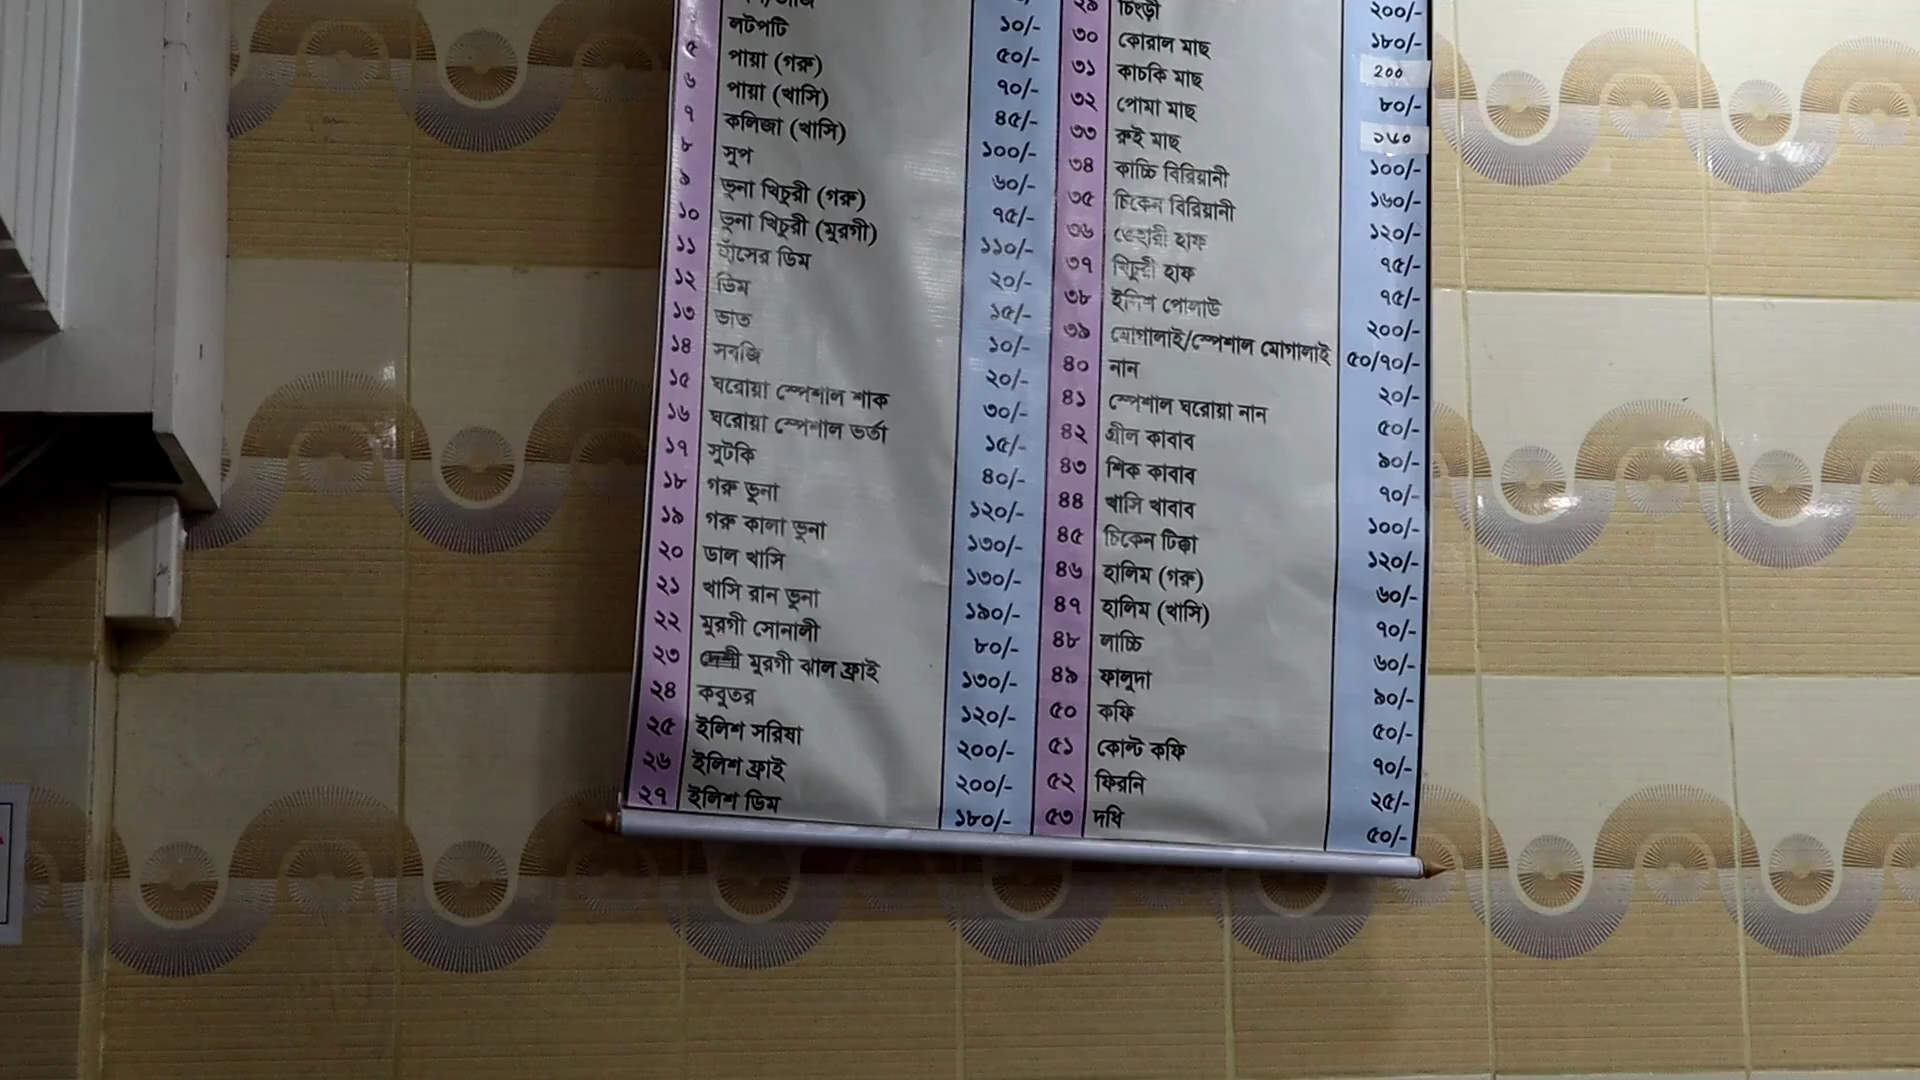 লটপটি ৫০/-
৫ পায়া (গরু) ৭০/-
৬ পায়া (খাসি) ৪৫/-
৭ কলিজা (খাসি) ১০০/-
৮ সুপ ৬০/-
৯ ভুনা খিচুরী (গরু) ৭৫/-
১০ ভুনা খিচুরী (মুরগী) ১১০/-
১১ হাঁসের ডিম ২০/-
১২ ডিম ১৫/-
১৩ ভাত ১০/-
১৪ সবজি ২০/-
১৫ ঘরোয়া স্পেশাল শাক ৩০/-
১৬ ঘরোয়া স্পেশাল ভর্তা ১৫/-
১৭ সুটকি ৪০/-
১৮ গরু ভুনা ১২০/-
১৯ গরু কালা ভুনা ১৩০/-
২০ ডাল খাসি ১৩০/-
২১ খাসি রান ভুনা ১৯০/-
২২ মুরগী সোনালী ৮০/-
২৩ দেশী মুরগী ঝাল ফ্রাই ১৩০/-
২৪ কবুতর ১২০/-
২৫ ইলিশ সরিষা ২০০/-
২৬ ইলিশ ফ্রাই ২০০/-
২৭ ইলিশ ডিম ১৮০/-
২০০/-
২৯ চিংড়ী ১৮০/-
৩০ কোরাল মাছ 200
৩১ কাচকি মাছ ৮০/-
৩২ পোমা মাছ ১৬০
৩৩ রুই মাছ ১০০/-
৩৪ কাচ্চি বিরিয়ানী ১৬০/-
৩৫ চিকেন বিরিয়ানী ১২০/-
৩৬ তেহারী হাফ ৭৫/-
৩৭ খিচুরী হাফ ৭৫/-
৩৮ ইলিশ পোলাউ ২০০/-
৩৯ মোগালাই/স্পেশাল মোগালাই ৫০/৭০/-
৪০ নান ২০/-
৪১ স্পেশাল ঘরোয়া নান ৫০/-
৪২ গ্রীল কাবাব ৯০/-
৪৩ শিক কাবাব ৭০/-
৪৪ খাসি খাবাব ১০০/-
৪৫ চিকেন টিক্কা ১২০/-
৪৬ হালিম (গরু) ৬০/-
৪৭ হালিম (খাসি) ৭০/-
৪৮ লাচ্চি ৬০/-
৪৯ ফালুদা ৯০/-
৫০ কফি ৫০/-
৫১ কোল্ট কফি ৭০/-
৫২ ফিরনি ২৫/-
৫৩ দধি ৫০/-